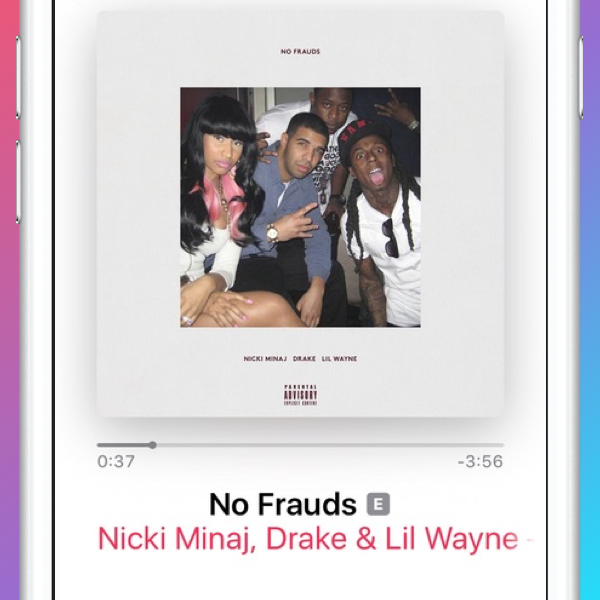 NO FRAUDS
NICKI MINAJ DRAKE LIL WAYNE
PARENTAL
ADVISORY
EXPLICIT CONTENT
0:37 -3:56
No Frauds E
Nicki Minaj, Drake & Lil Wayne